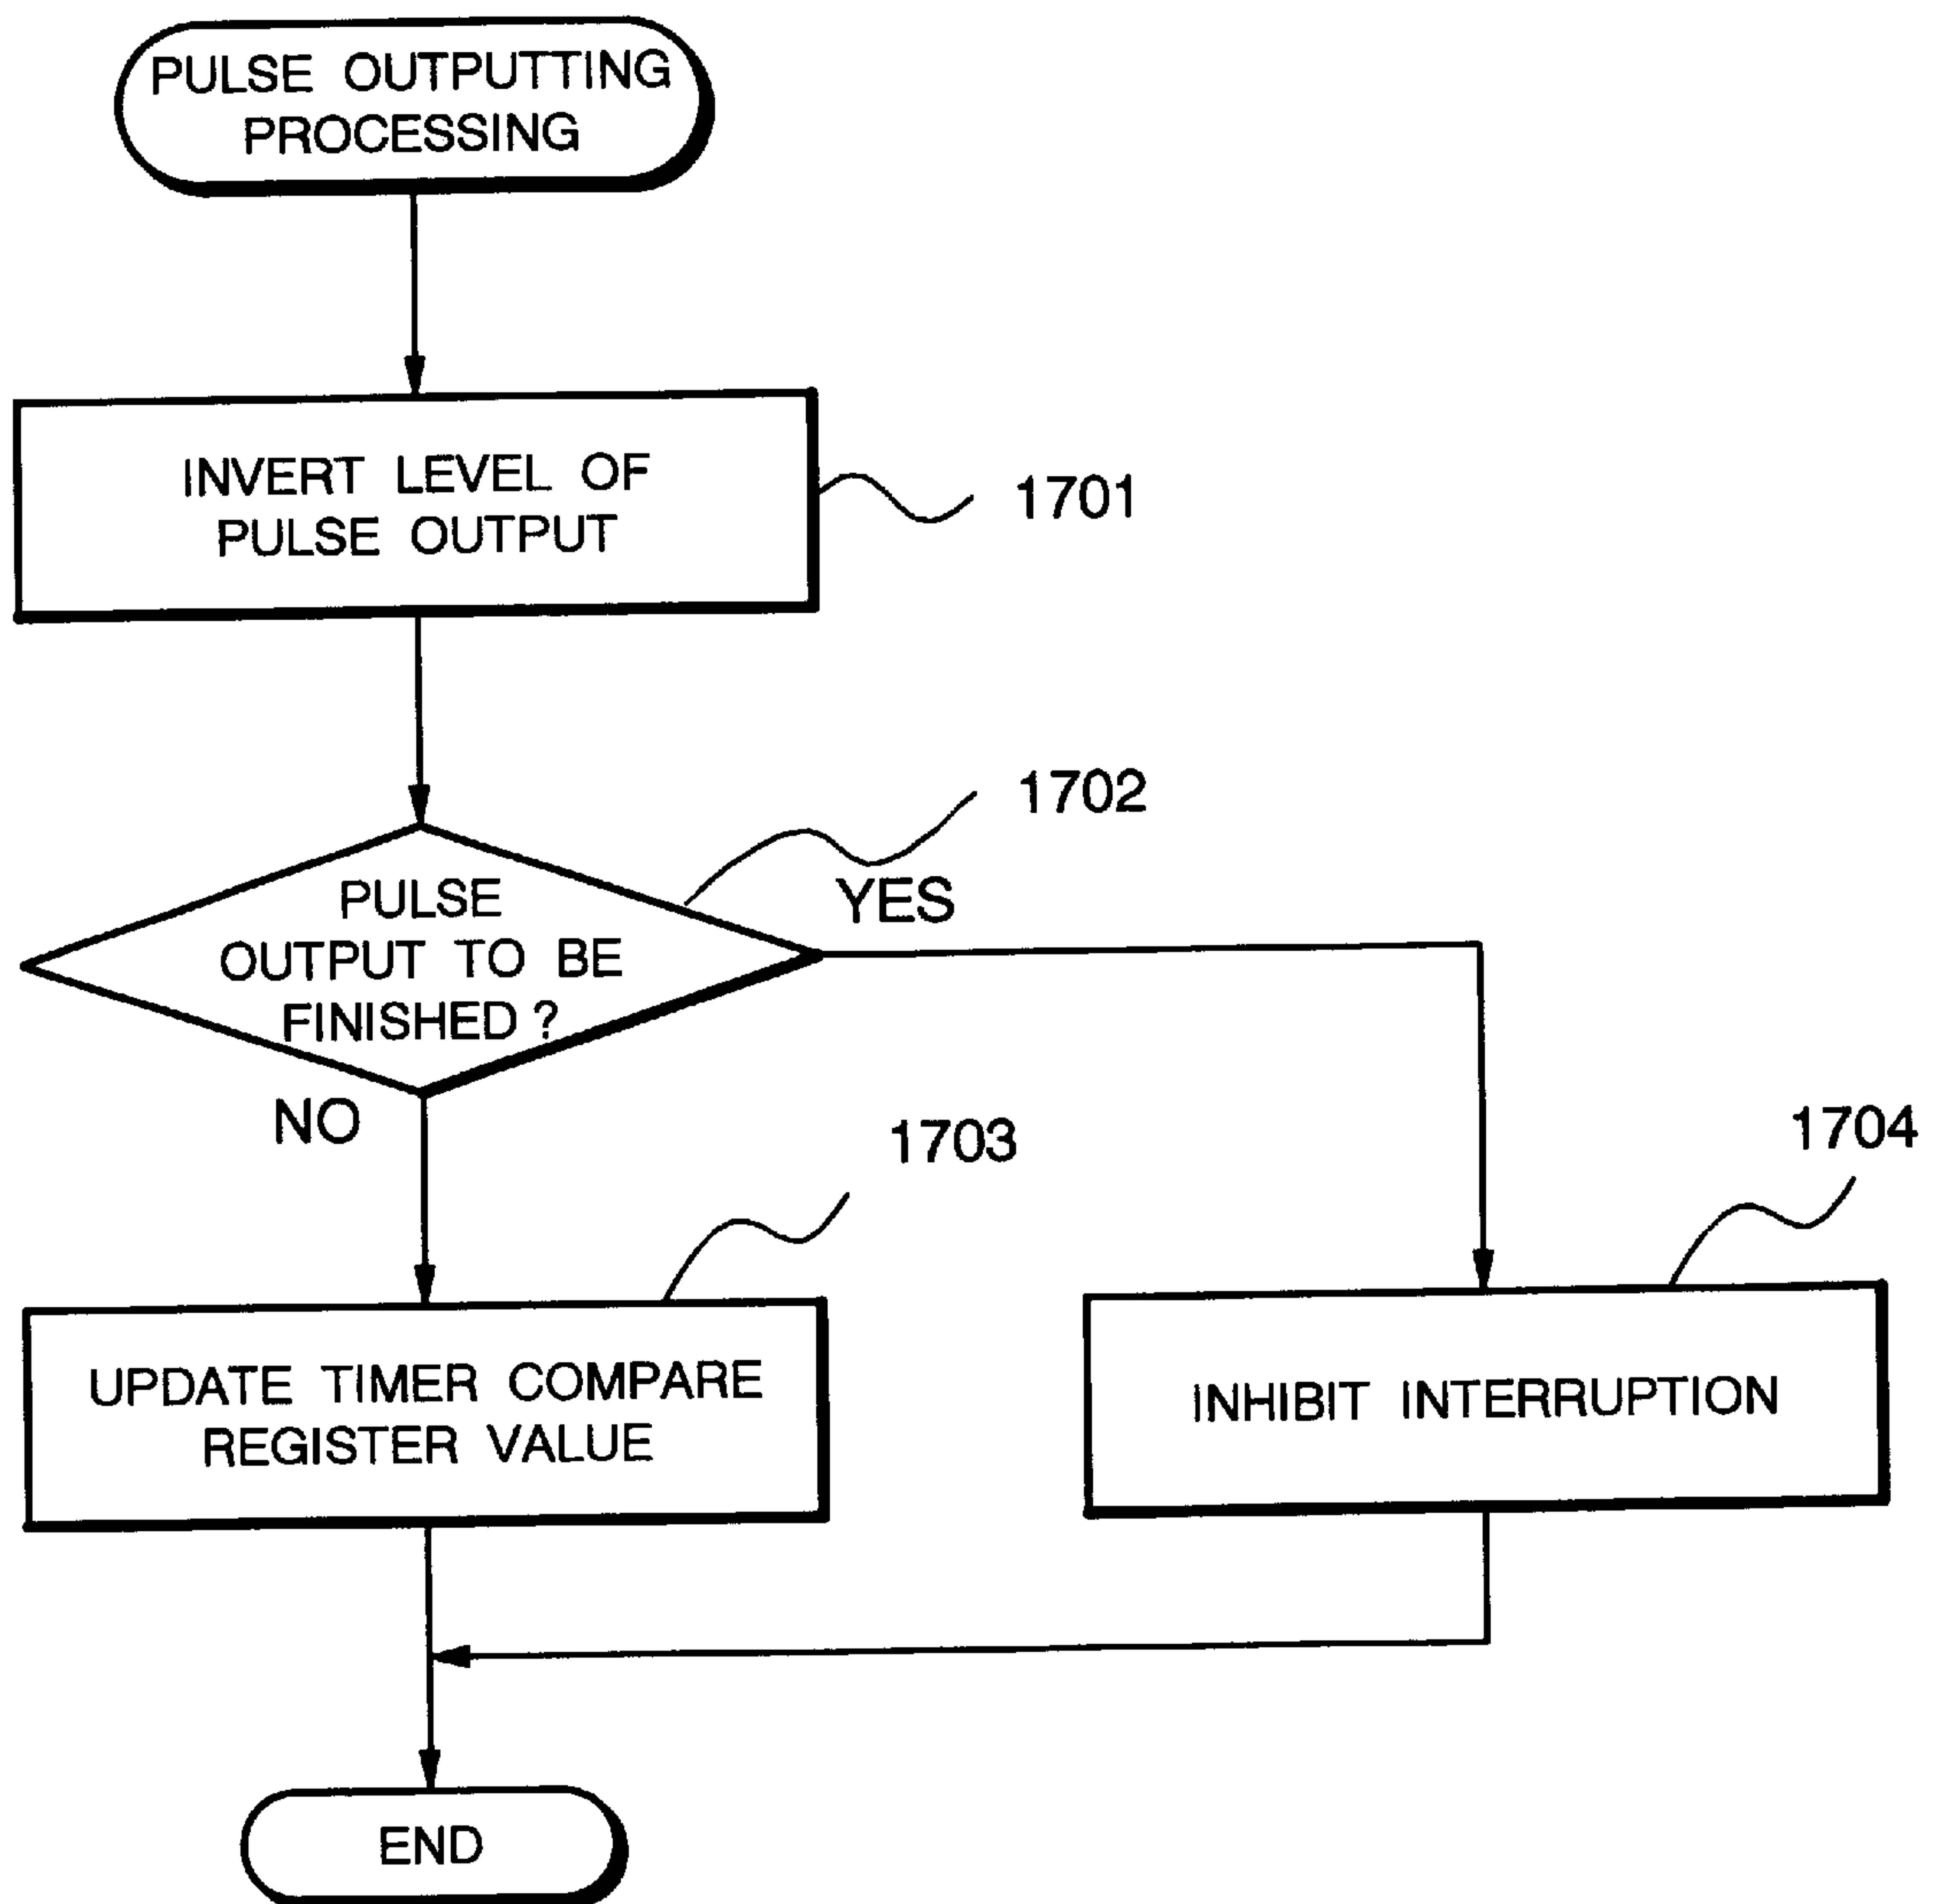 PULSE OUTPUTTING
PROCESSING
INVERT LEVEL OF
PULSE OUTPUT
1701
1702
YES
PULSE
OUTPUT TO BE
FINISHED ?
NO
1703
1704
UPDATE TIMER COMPARE
REGISTER VALUE
INHIBIT INTERRUPTION
END